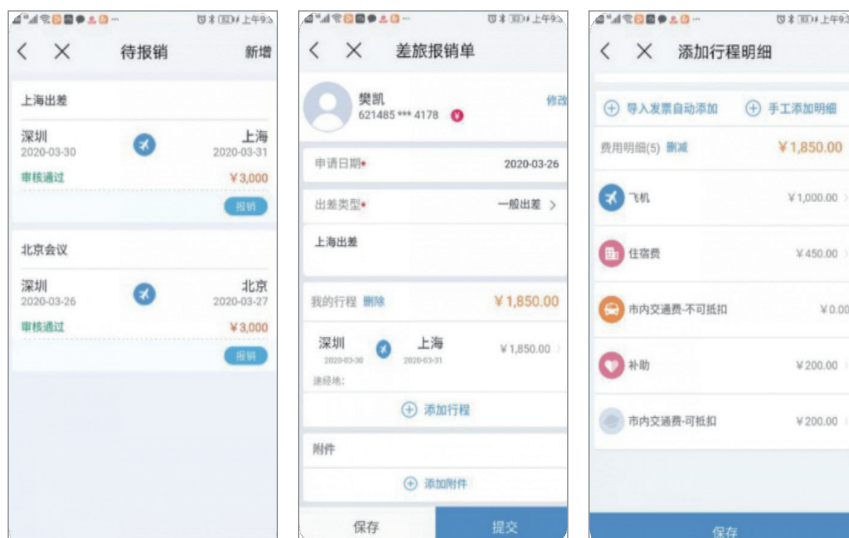 上午9:
待报销
新增
上海出差
深圳
上海
2020-03-30
2020-03-31
审核通过
￥3,000
报销
北京会议
深圳
北京
2020-03-26
2020-03-27
审核通过
￥3,000
报销
上午9:
差旅报销单
樊凯
修改
621485 *** 4178
申请日期•
2020-03-26
出差类型•
一般出差 >
上海出差
我的行程 删除
￥1,850.00
深圳
上海
￥1,850.00
2020-03-30
2020-03-31
途经地:
添加行程
附件
添加附件
保存
提交
上午9:
添加行程明细
导入发票自动添加
手工添加明细
费用明细(5) 删减
￥1,850.00
飞机
￥1,000.00
住宿费
￥450.00
市内交通费-不可抵扣
￥0.00
补助
￥200.00
市内交通费-可抵扣
￥200.00
保存